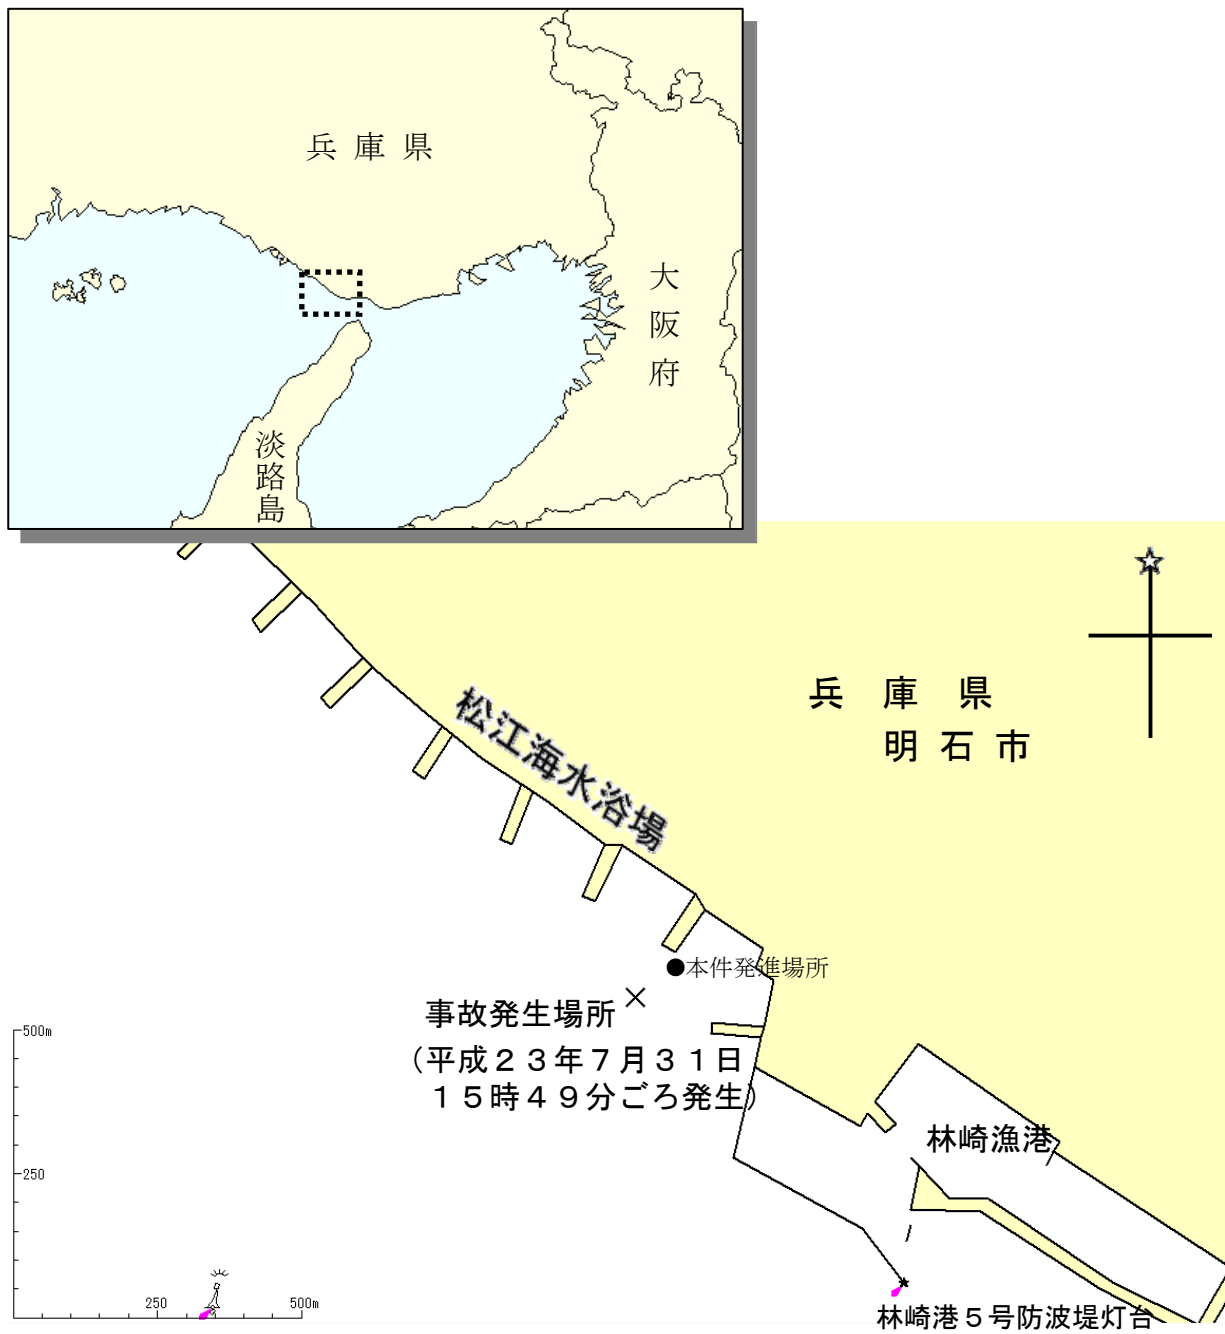 兵庫県
大阪府
淡路島
兵庫県
明石市
松江海水浴場
●本件発進場所
事故発生場所×
（平成２３年７月３１日
１５時４９分ごろ発生）
500m
250
林崎漁港
250
500m
林崎港５号防波堤灯台